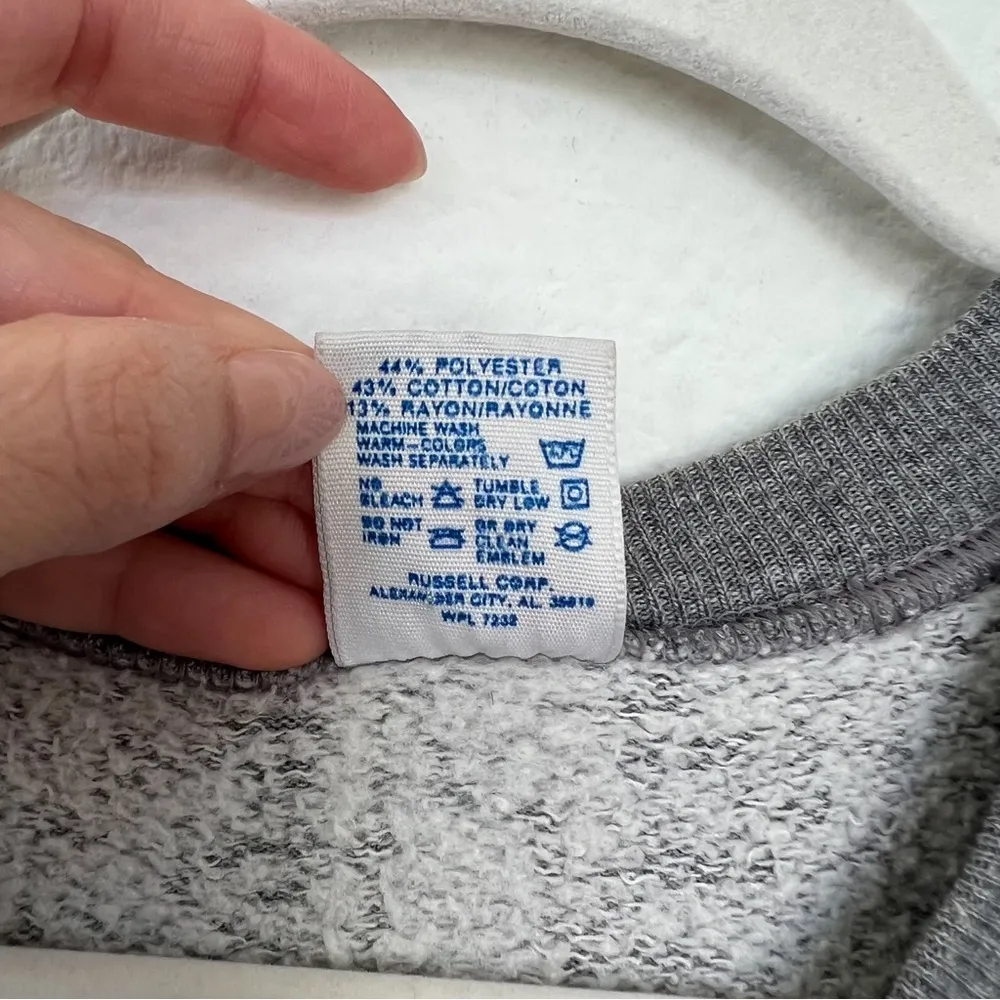 44% POLYESTER
43% COTTON/COTON
13% RAYON/RAYONNE
MACHINE WASH
WARM-COLORS
WASH SEPARATELY
NO BLEACH
TUMBLE DRY LOW
DO NOT IRON
OR DRY CLEAN EMBLEM
RUSSELL CORP.
ALEXANDER CITY, AL. 35010
WPL 7232